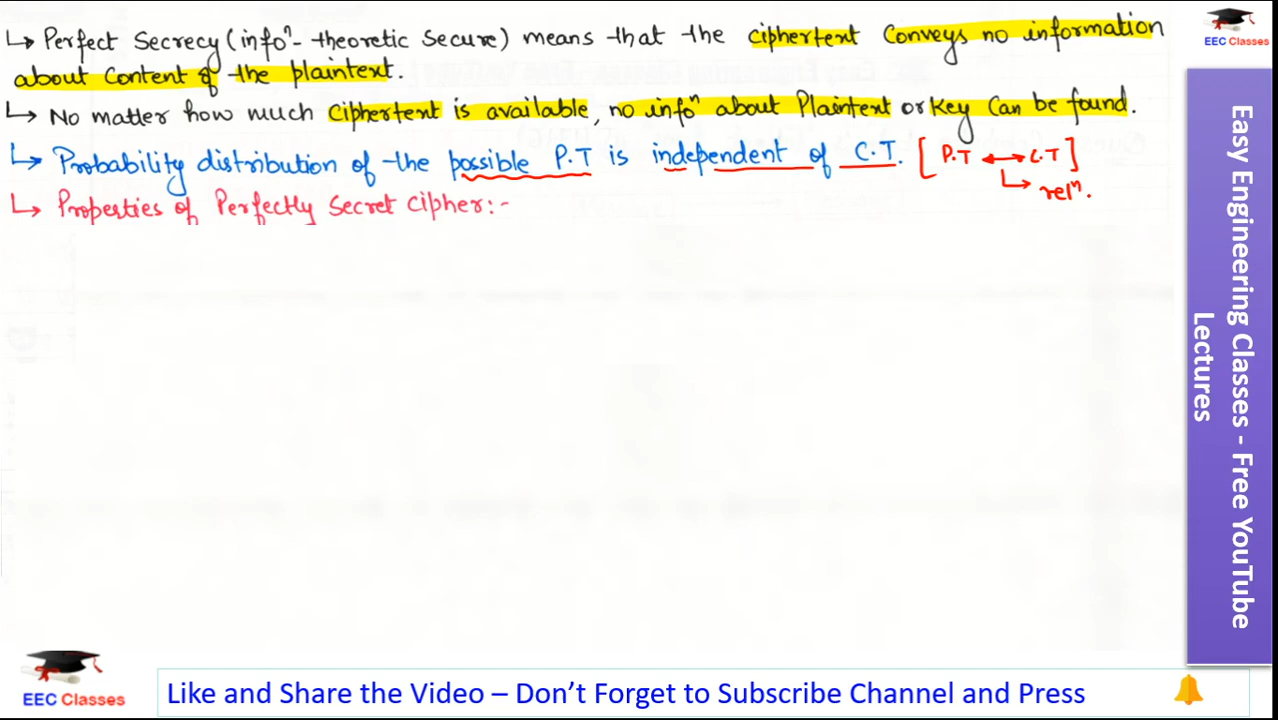 ↳ Perfect Secrecy (infoⁿ- theoretic Secure) means that the ciphertext Conveys no information
EEC Classes
about Content of the plaintext.
↳ No matter how much Ciphertext is available, no infoⁿ about Plaintext or Key Can be found.
↳ Probability distribution of the possible P.T is independent of C.T. [P.T ↔ C.T]
↳ relⁿ.
↳ Properties of Perfectly Secret Cipher:-
Easy Engineering Classes - Free YouTube
Lectures
EEC Classes
Like and Share the Video – Don’t Forget to Subscribe Channel and Press